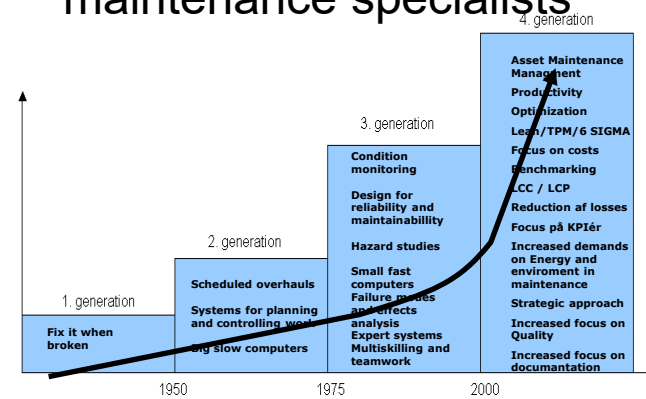 maintenance specialists
4. generation
Asset Maintenance
Managment
Productivity
Optimization
Lean/TPM/6 SIGMA
Focus on costs
Benchmarking
LCC / LCP
Reduction af losses
Focus på KPIér
Increased demands
on Energy and
enviroment in
maintenance
Strategic approach
Increased focus on
Quality
Increased focus on
documantation
3. generation
Condition
monitoring
Design for
reliability and
maintainabillity
Hazard studies
Small fast
computers
Failure modes
and effects
analysis
Expert systems
Multiskilling and
teamwork
2. generation
Scheduled overhauls
Systems for planning
and controlling work
Big slow computers
1. generation
Fix it when
broken
1950
1975
2000